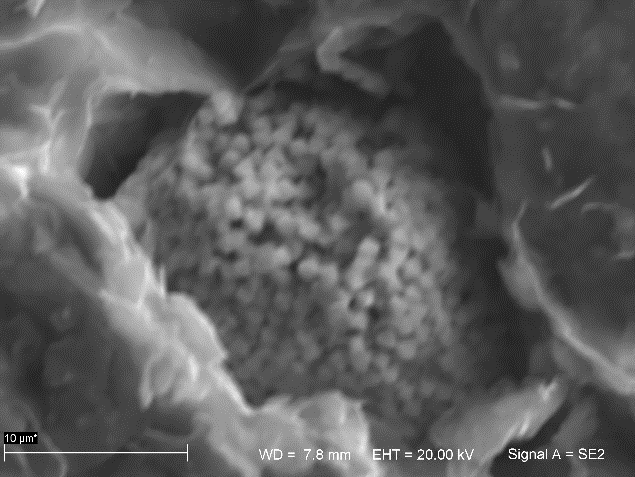 10 µm*
WD = 7.8 mm EHT = 20.00 kV Signal A = SE2